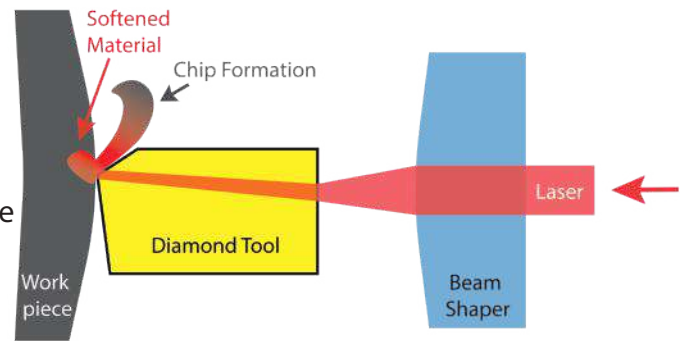 Softened
Material
Chip Formation
e
Laser
Diamond Tool
Work
piece
Beam
Shaper